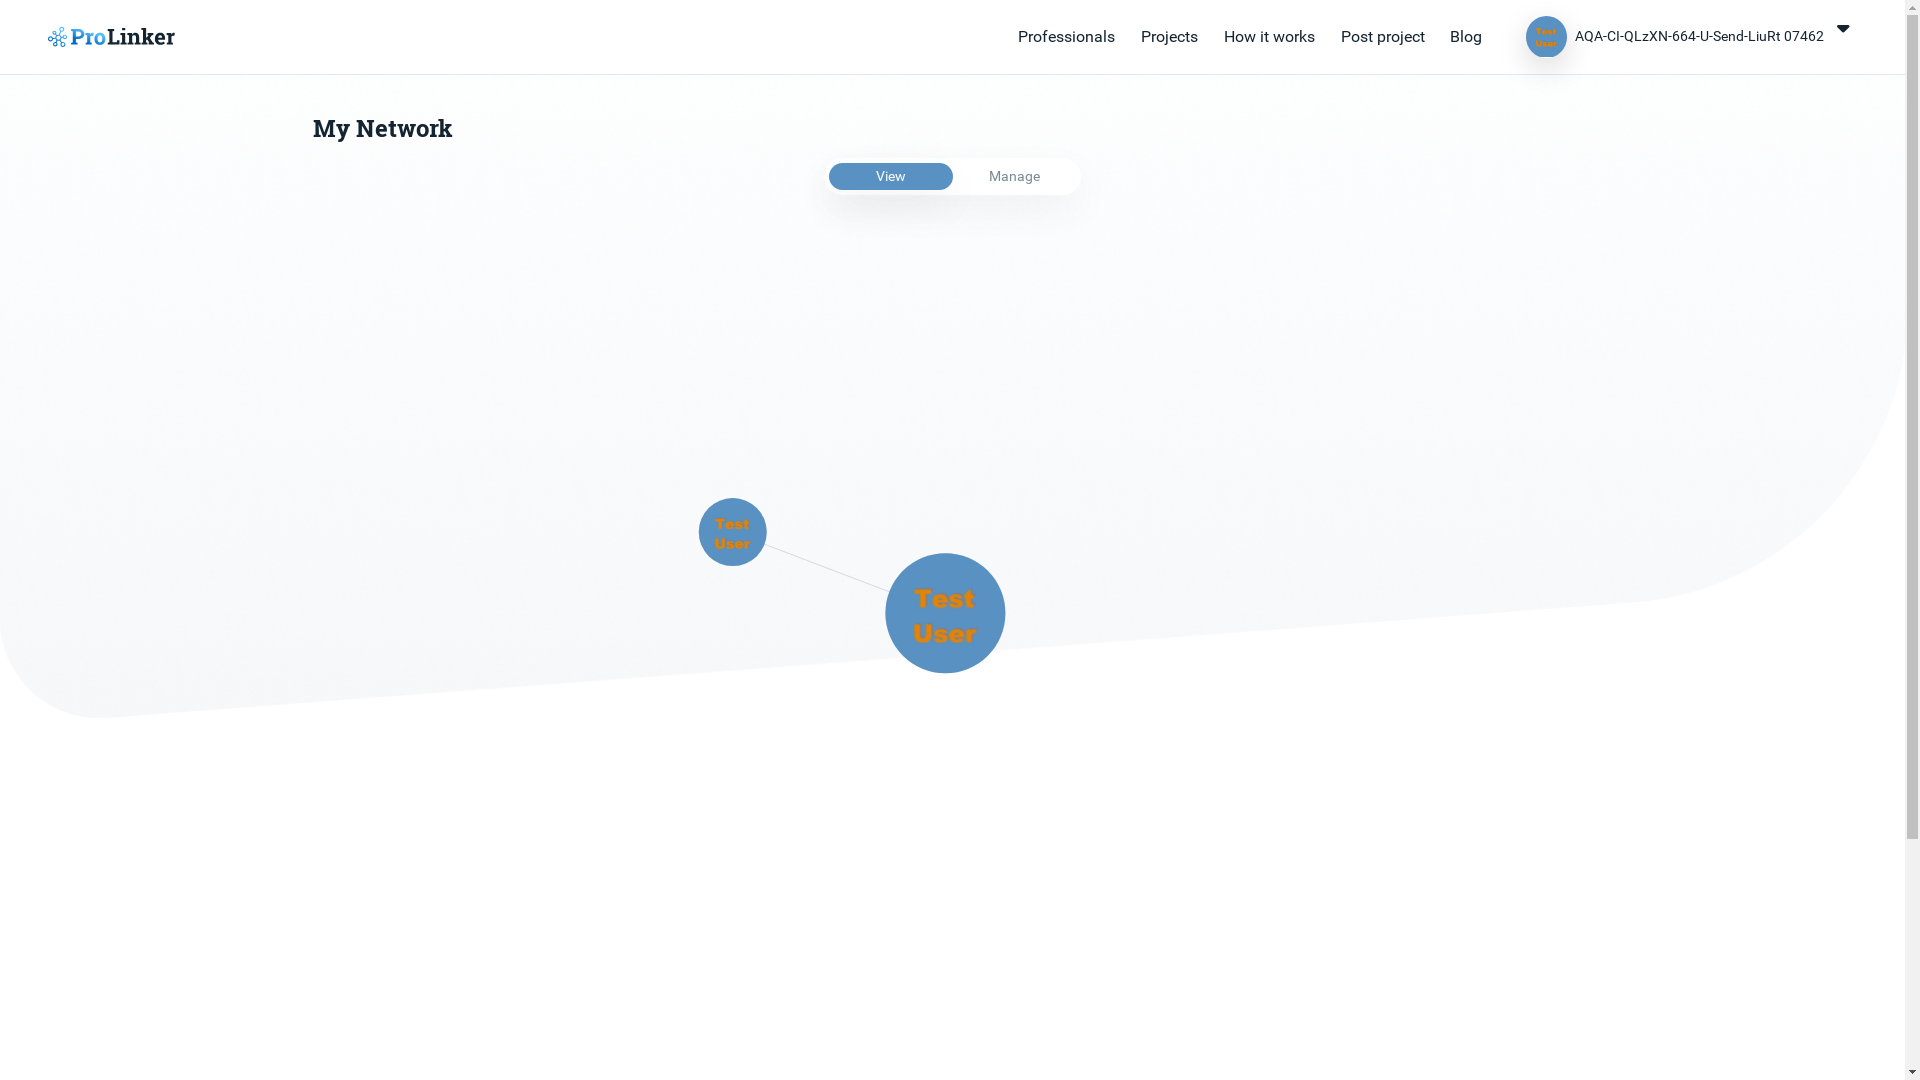 ProLinker
Professionals
Projects
How it works
Post project
Blog
Test
User
AQA-CI-QLzXN-664-U-Send-LiuRt 07462
My Network
View
Manage
Test
User
Test
User